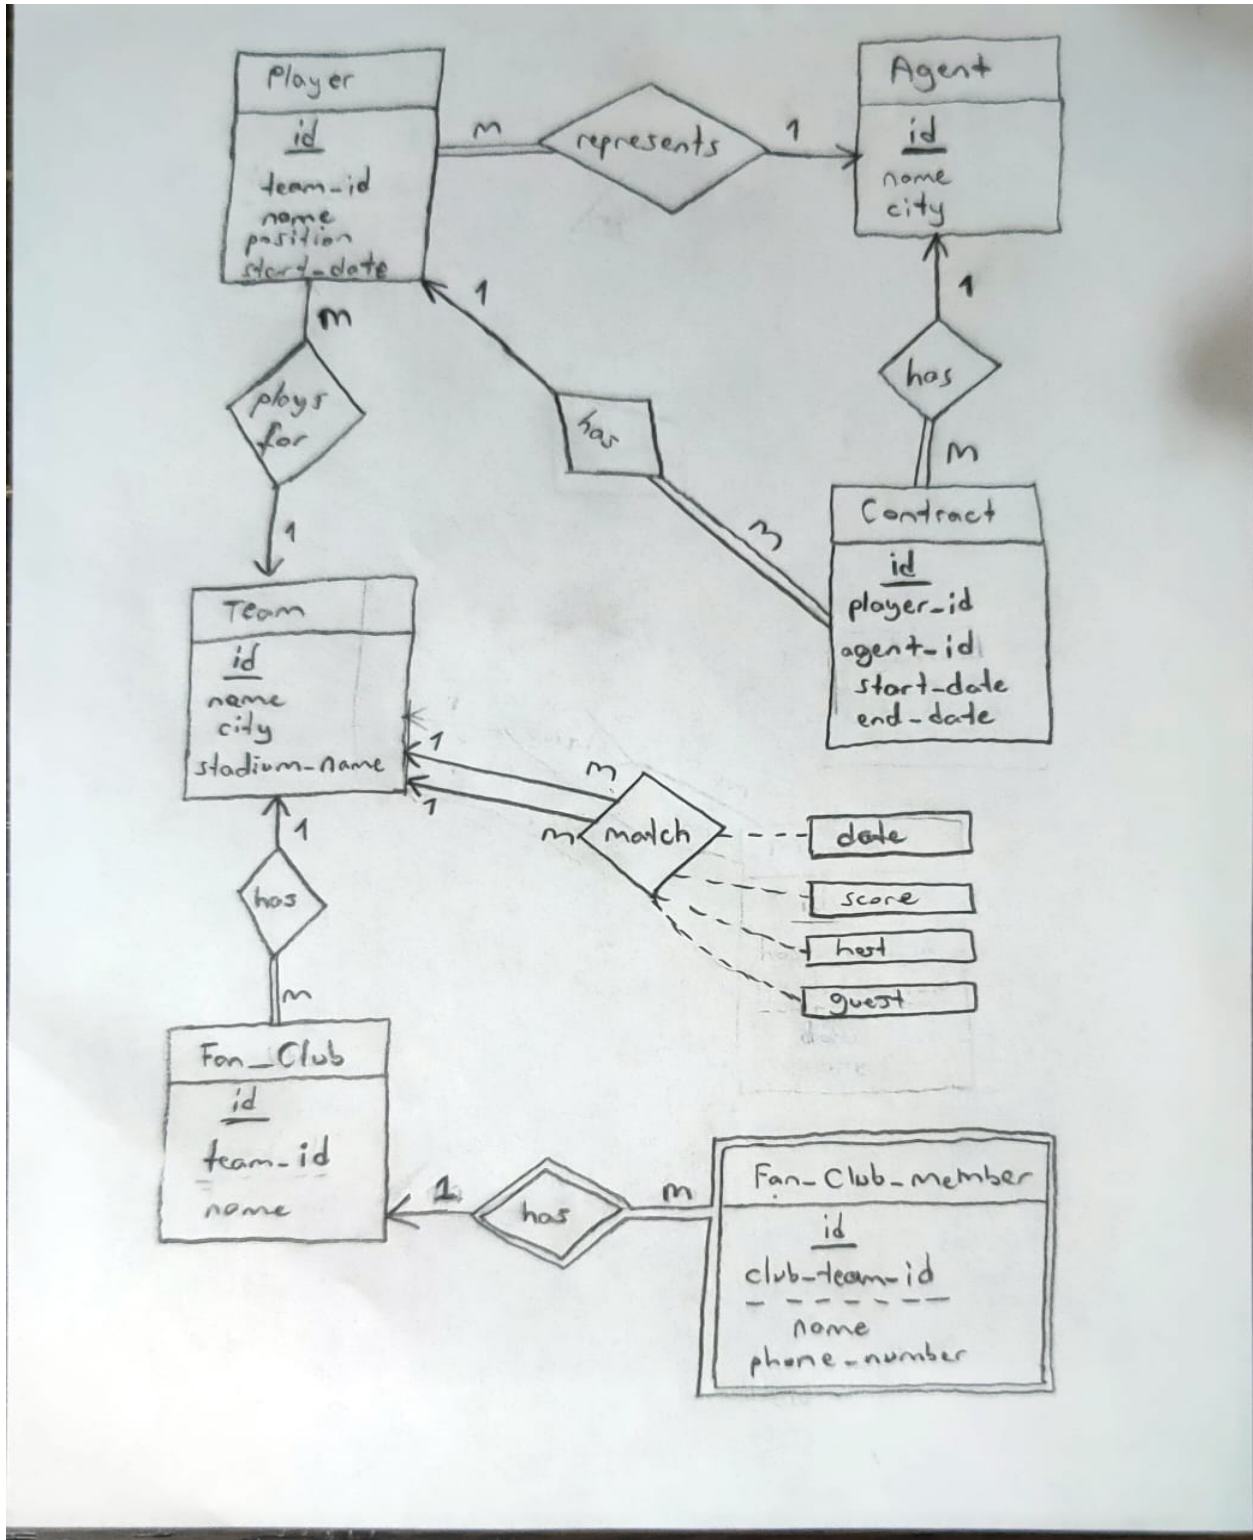 Player
id
team-id
name
position
start-date
m
represents
1
Agent
id
name
city
1
has
m
Contract
id
player-id
agent-id
start-date
end-date
1
has
m
m
plays
for
1
Team
id
name
city
stadium-name
1
1
m
m
match
date
score
host
guest
1
has
m
Fan_Club
id
team-id
name
1
has
m
Fan-Club-member
id
club-team-id
name
phone-number